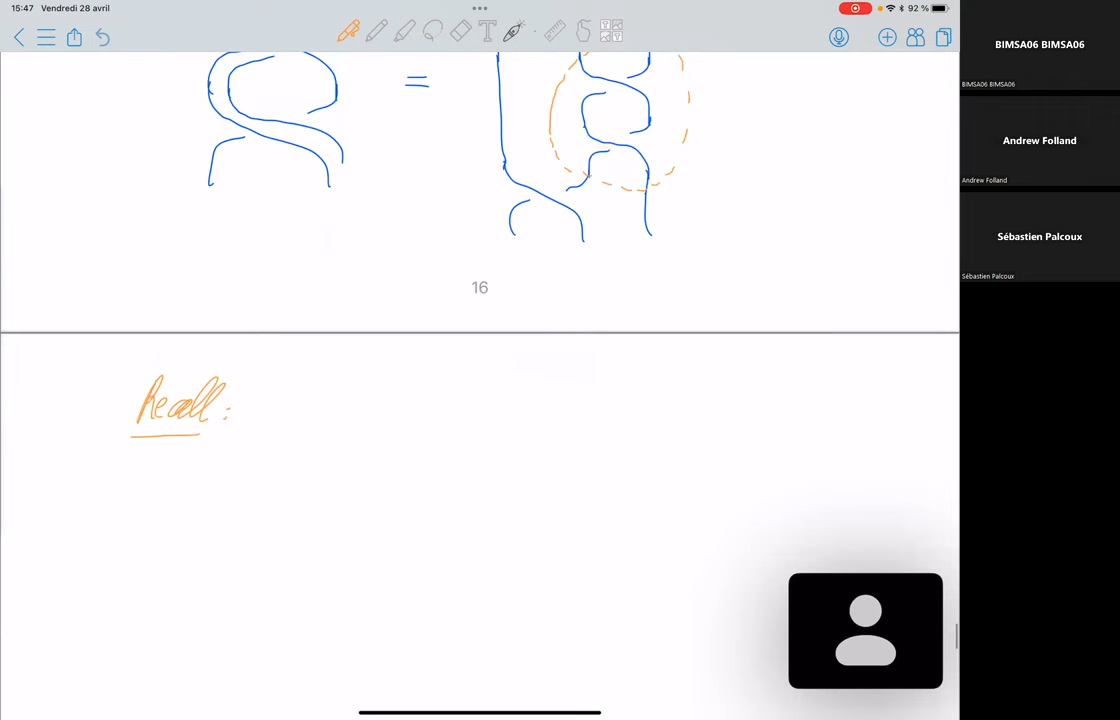 15:47 Vendredi 28 avril
92 %
BIMSA06 BIMSA06
BIMSA06 BIMSA06
Andrew Folland
Andrew Folland
Sébastien Palcoux
Sébastien Palcoux
=
16
Recall: